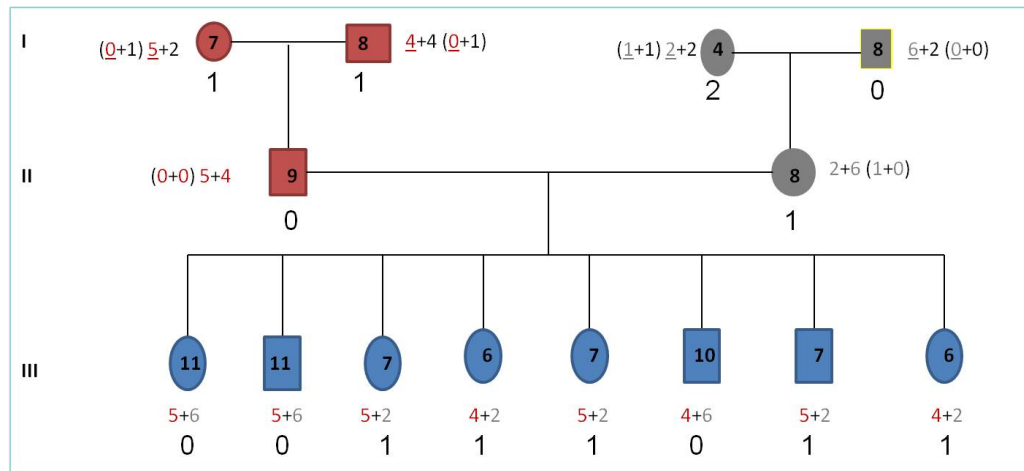 I (0+1) 5+2 7 8 4+4 (0+1) (1+1) 2+2 4 8 6+2 (0+0)
1 1 2 0
II (0+0) 5+4 9 8 2+6 (1+0)
0 1
III 11 11 7 6 7 10 7 6
5+6 5+6 5+2 4+2 5+2 4+6 5+2 4+2
0 0 1 1 1 0 1 1